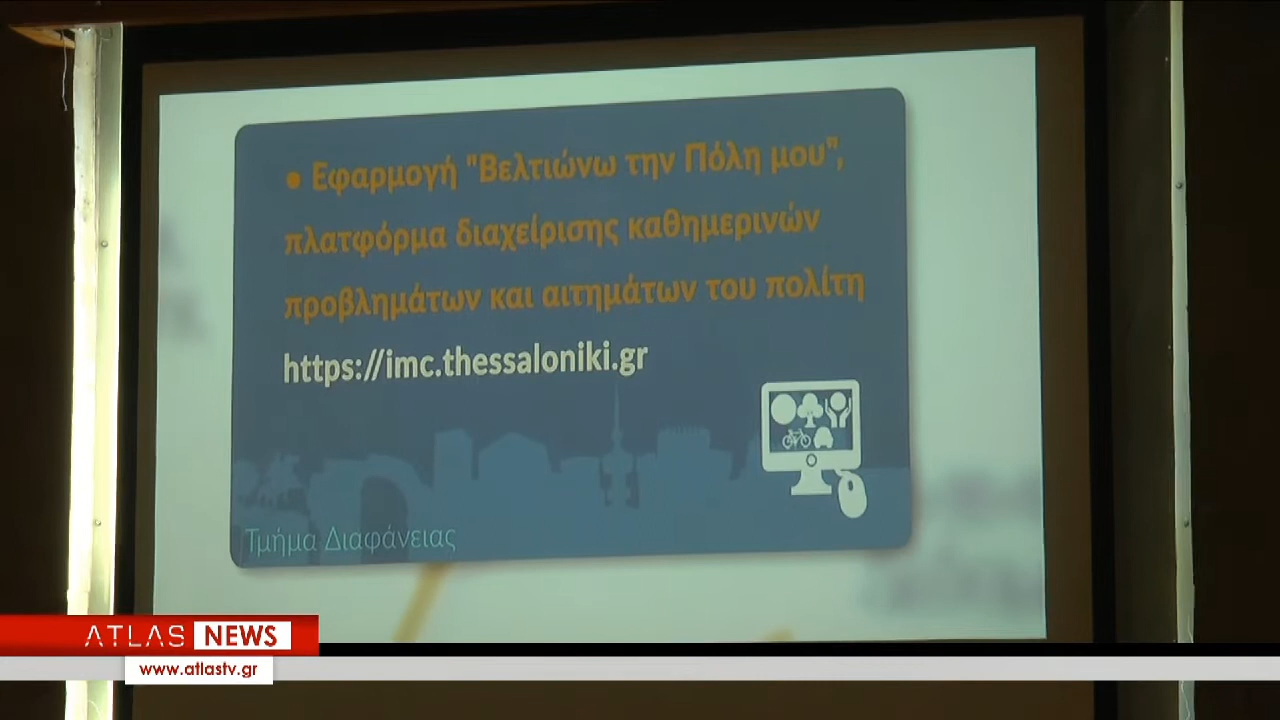 • Εφαρμογή "Βελτιώνω την Πόλη μου",
πλατφόρμα διαχείρισης καθημερινών
προβλημάτων και αιτημάτων του πολίτη
https://imc.thessaloniki.gr
Τμήμα Διαφάνειας
ATLAS NEWS
www.atlastv.gr